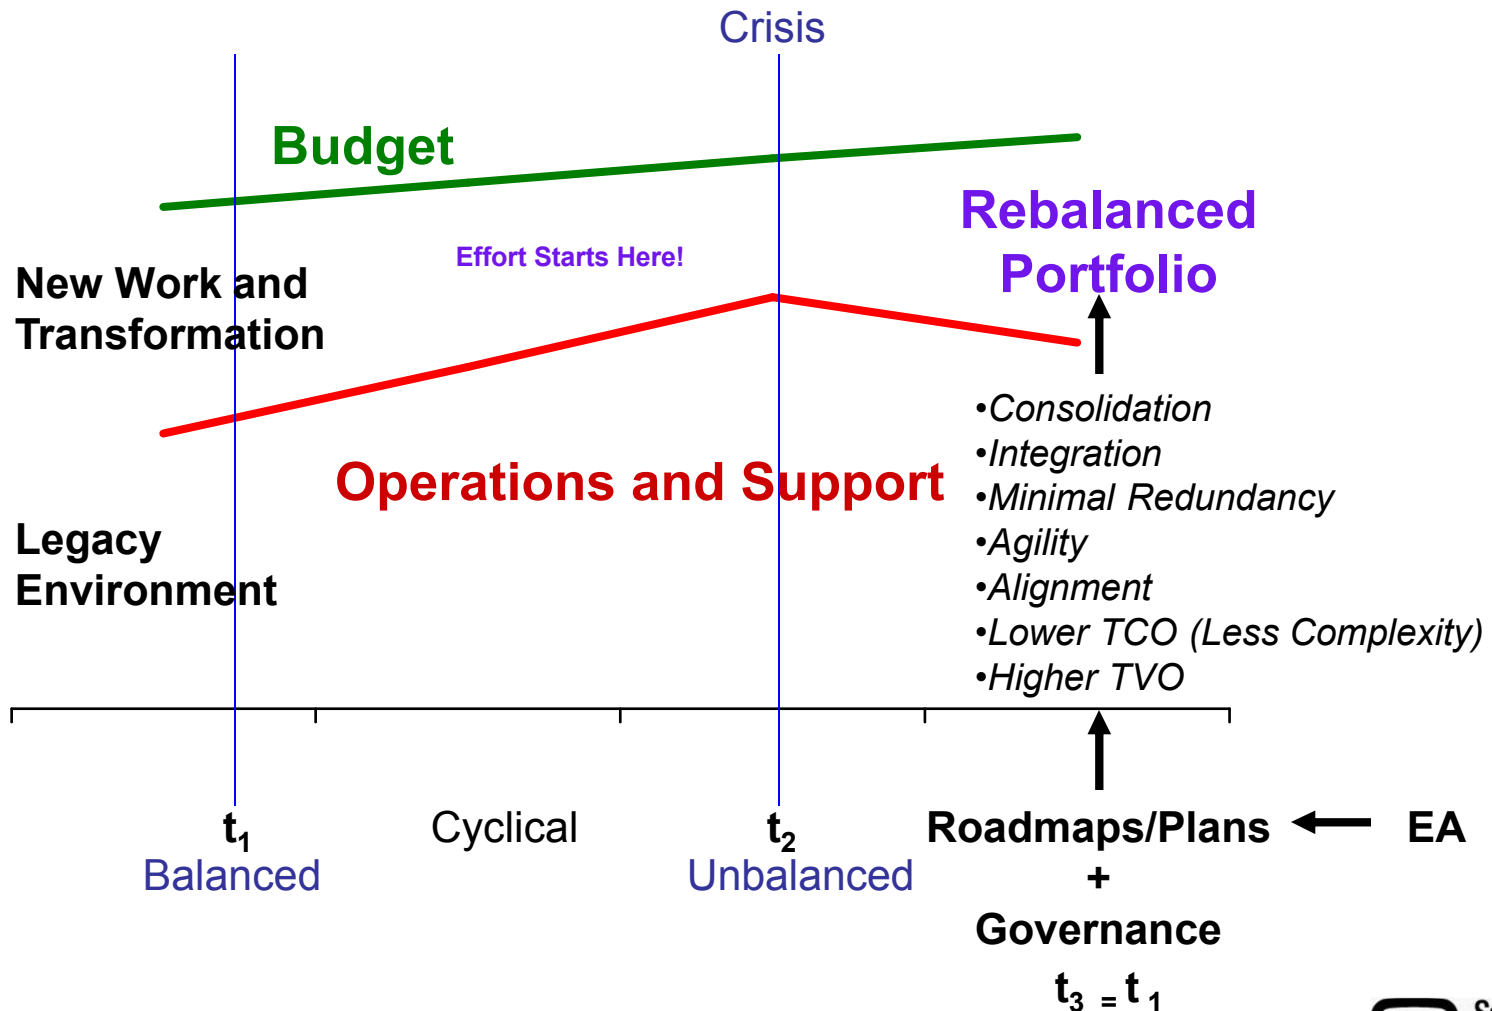 Crisis
Budget
Effort Starts Here!
New Work and
Transformation
Rebalanced
Portfolio
Operations and Support
Legacy
Environment
•Consolidation
•Integration
•Minimal Redundancy
•Agility
•Alignment
•Lower TCO (Less Complexity)
•Higher TVO
t1
Balanced
Cyclical
t2
Unbalanced
Roadmaps/Plans
EA
+
Governance
t3 = t 1